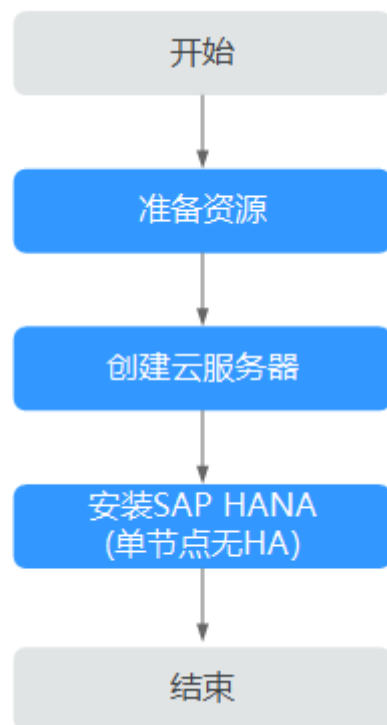 开始
准备资源
创建云服务器
安装SAP HANA
(单节点无HA)
结束